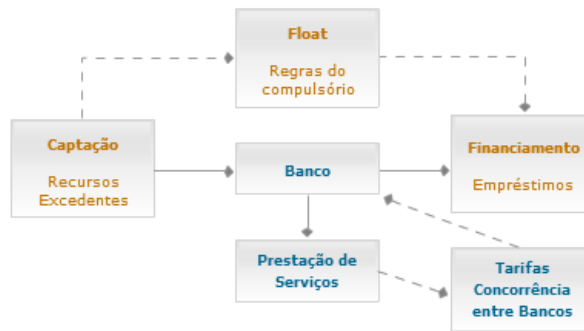 Float
Regras do
compulsório
Captação
Recursos
Excedentes
Banco
Financiamento
Empréstimos
Prestação de
Serviços
Tarifas
Concorrência
entre Bancos